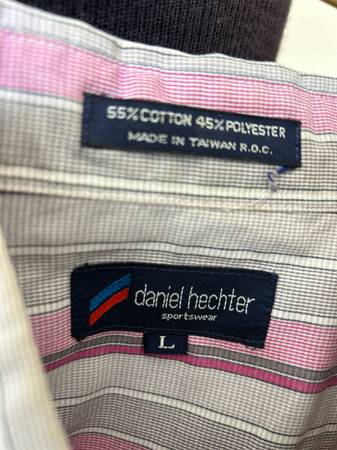 55% COTTON 45% POLYESTER
MADE IN TAIWAN R.O.C.
daniel hechter
sportswear
L